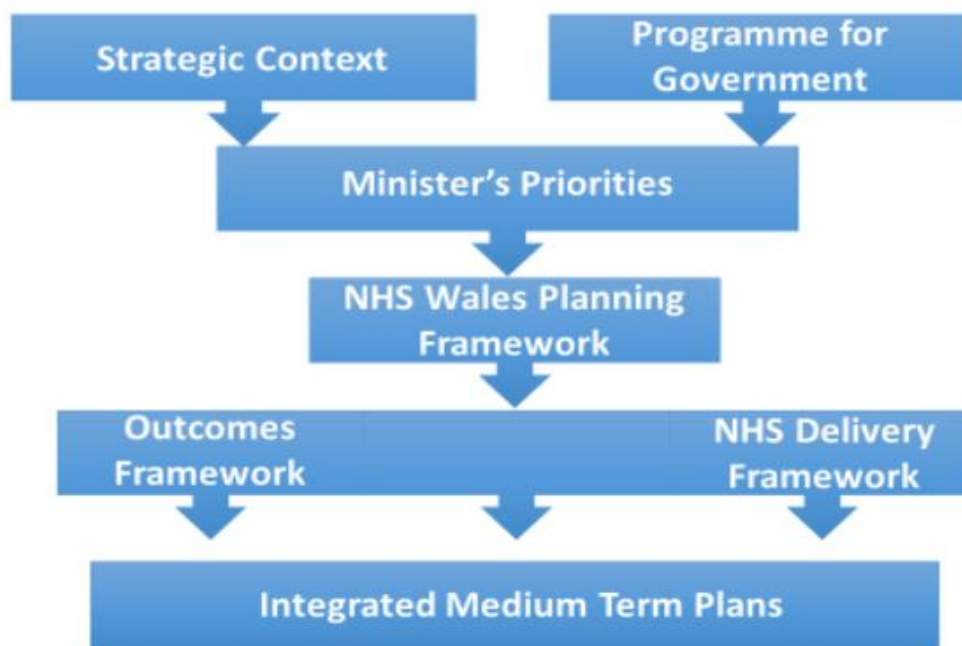 Strategic Context
Programme for
Government
Minister’s Priorities
NHS Wales Planning
Framework
Outcomes
Framework
NHS Delivery
Framework
Integrated Medium Term Plans